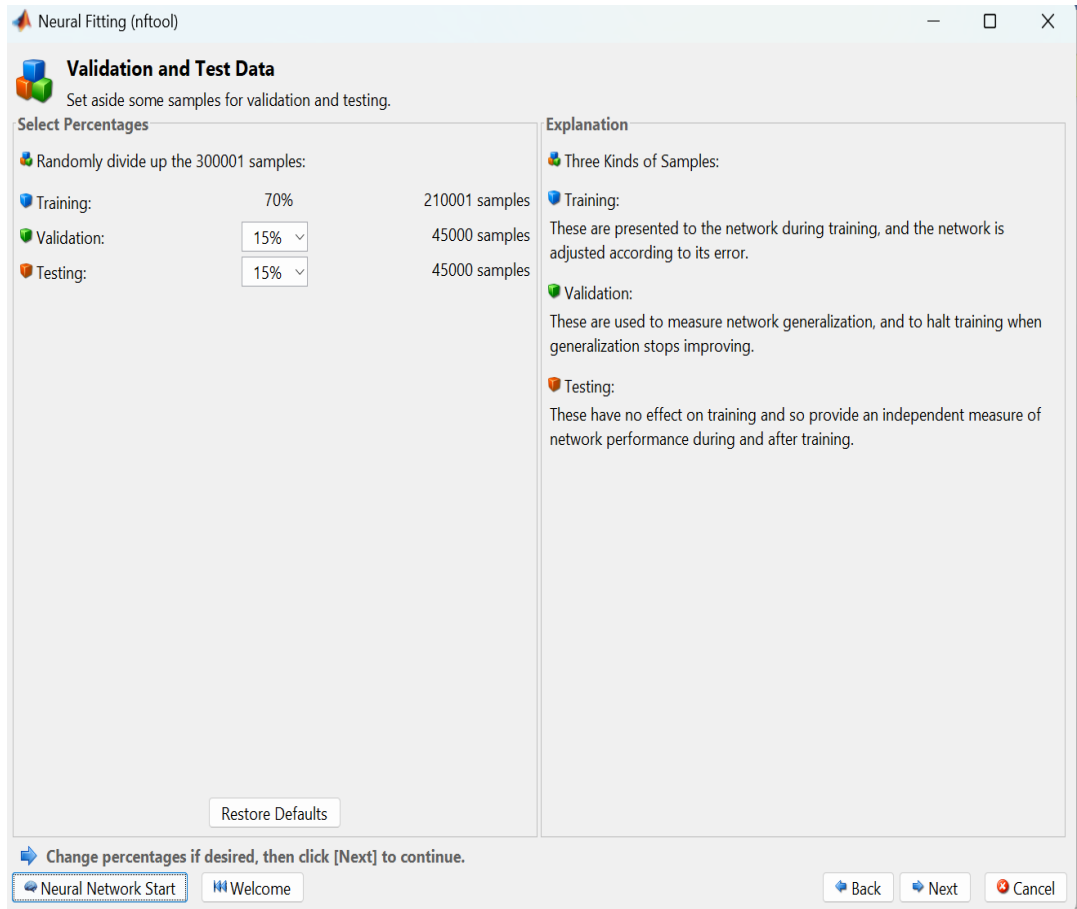 Neural Fitting (nftool)
Validation and Test Data
Set aside some samples for validation and testing.
Select Percentages
Randomly divide up the 300001 samples:
Training: 70% 210001 samples
Validation: 15% 45000 samples
Testing: 15% 45000 samples
Restore Defaults
Explanation
Three Kinds of Samples:
Training:
These are presented to the network during training, and the network is
adjusted according to its error.
Validation:
These are used to measure network generalization, and to halt training when
generalization stops improving.
Testing:
These have no effect on training and so provide an independent measure of
network performance during and after training.
Change percentages if desired, then click [Next] to continue.
Neural Network Start Welcome Back Next Cancel